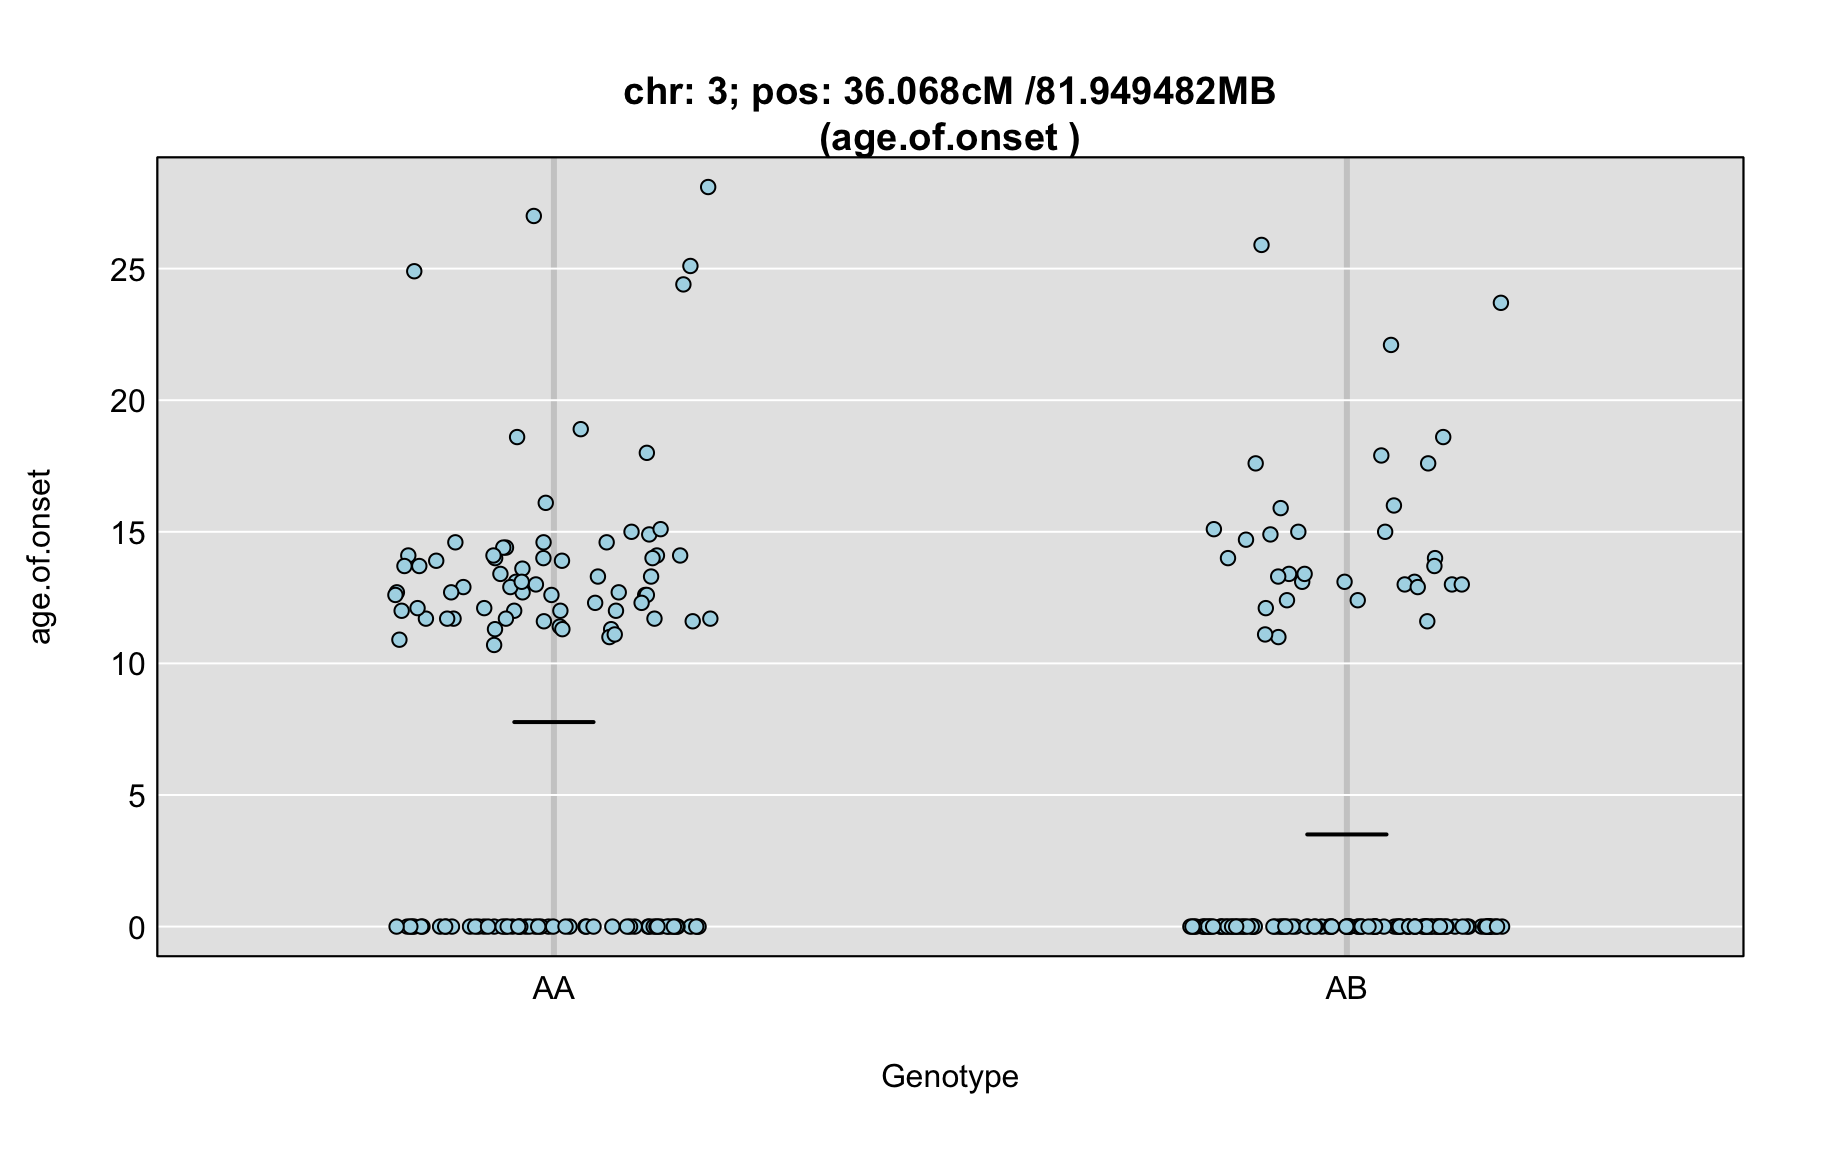 chr: 3; pos: 36.068cM /81.949482MB
(age.of.onset )
age.of.onset
25
20
15
10
5
0
AA
AB
Genotype